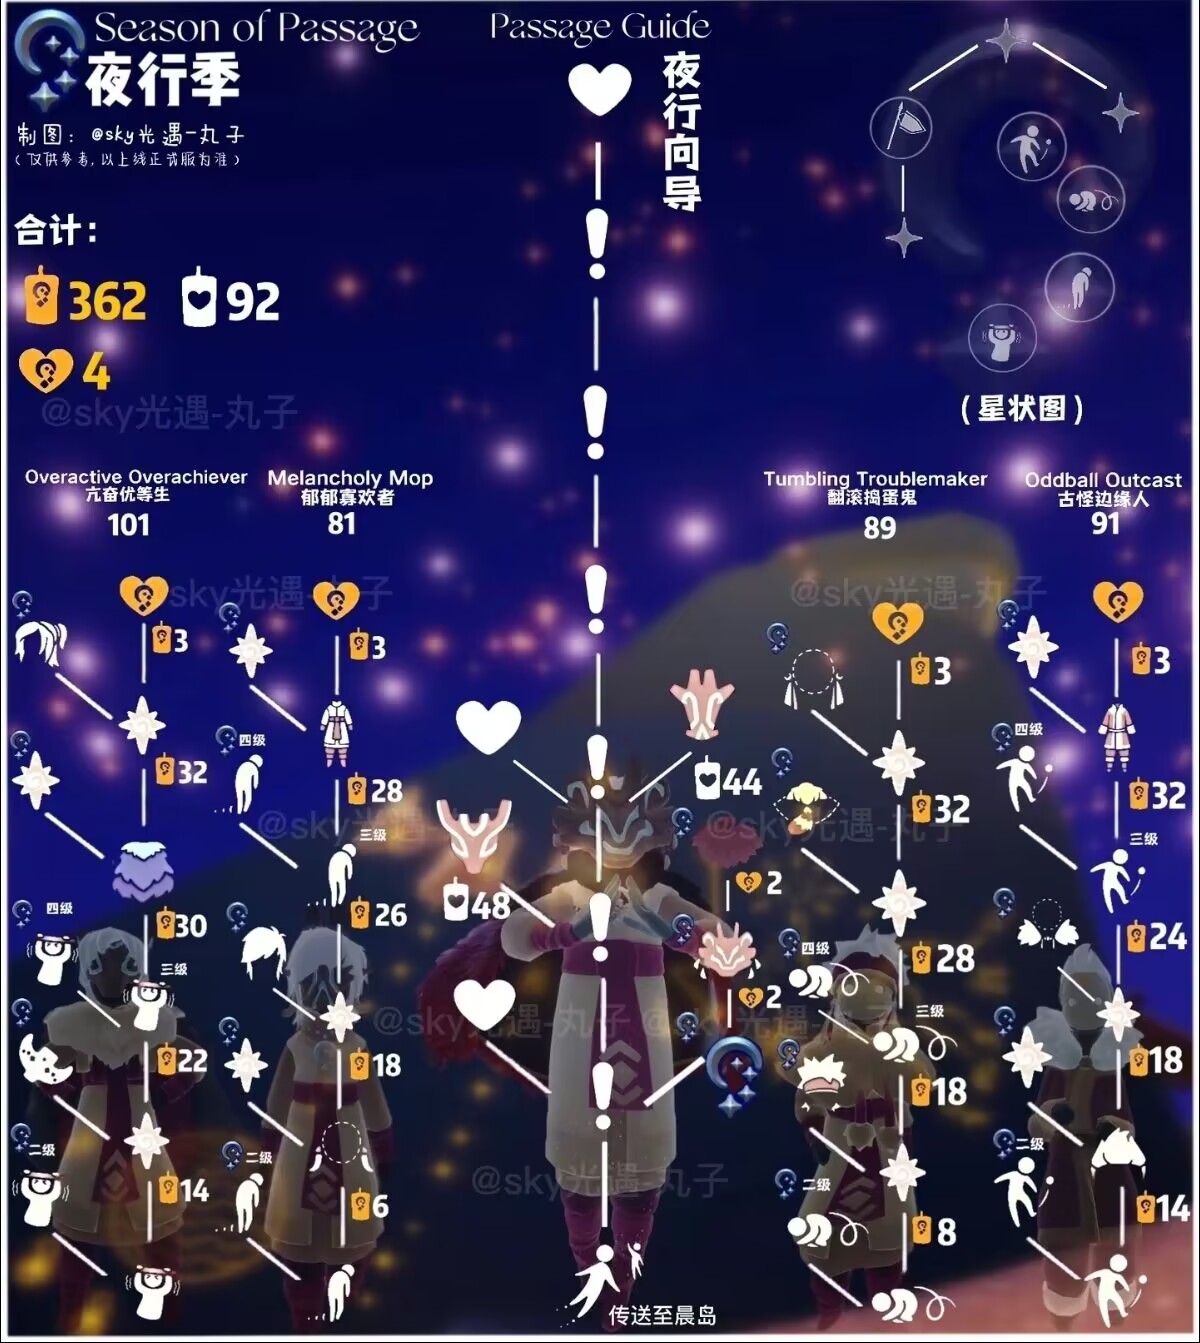 Season of Passage
夜行季
制图：@sky光遇-丸子
（仅供参考，以上线正式服为准）
Passage Guide
夜行向导
合计：
362
92
4
@sky光遇-丸子
（星状图）
Overactive Overachiever
亢奋优等生
101
Melancholy Mop
郁郁寡欢者
81
Tumbling Troublemaker
翻滚捣蛋鬼
89
Oddball Outcast
古怪边缘人
91
@sky光遇-丸子
@sky光遇-丸子
3
32
30
四级
三级
22
14
二级
3
四级
28
三级
26
18
二级
6
44
48
2
2
@sky光遇-丸子
@sky光遇-丸子
@sky光遇-丸子
@sky光遇-丸子
@sky光遇-丸子
传送至晨岛
3
32
28
四级
三级
18
二级
8
3
四级
32
三级
24
18
二级
14